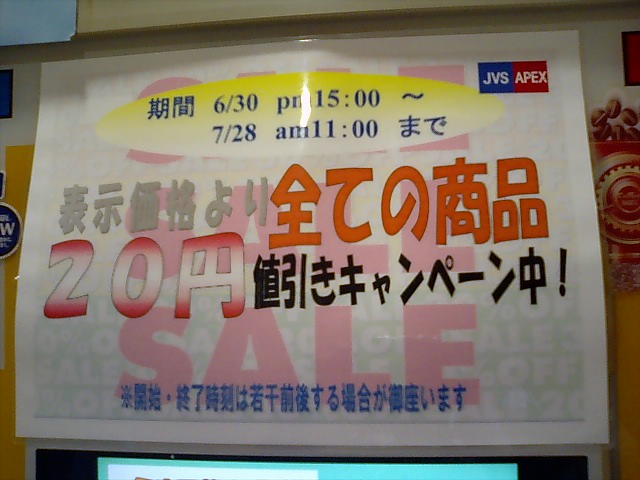 JVS APEX
期間 6/30 pm15:00 ～
7/28 am11:00 まで
表示価格より全ての商品
20円値引きキャンペーン中！
SALE
SALE
SALE
※開始・終了時刻は若干前後する場合が御座います